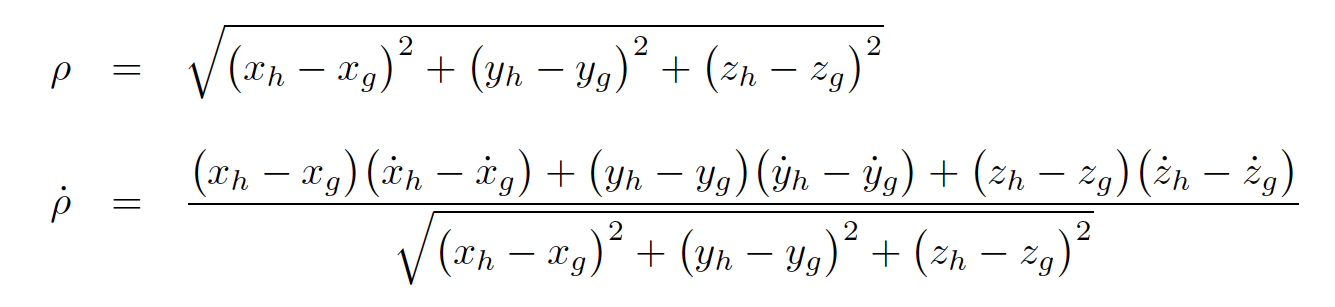 ρ = √((x_h − x_g)² + (y_h − y_g)² + (z_h − z_g)²)
ρ̇ = ((x_h − x_g)(ẋ_h − ẋ_g) + (y_h − y_g)(ẏ_h − ẏ_g) + (z_h − z_g)(ż_h − ż_g)) / √((x_h − x_g)² + (y_h − y_g)² + (z_h − z_g)²)